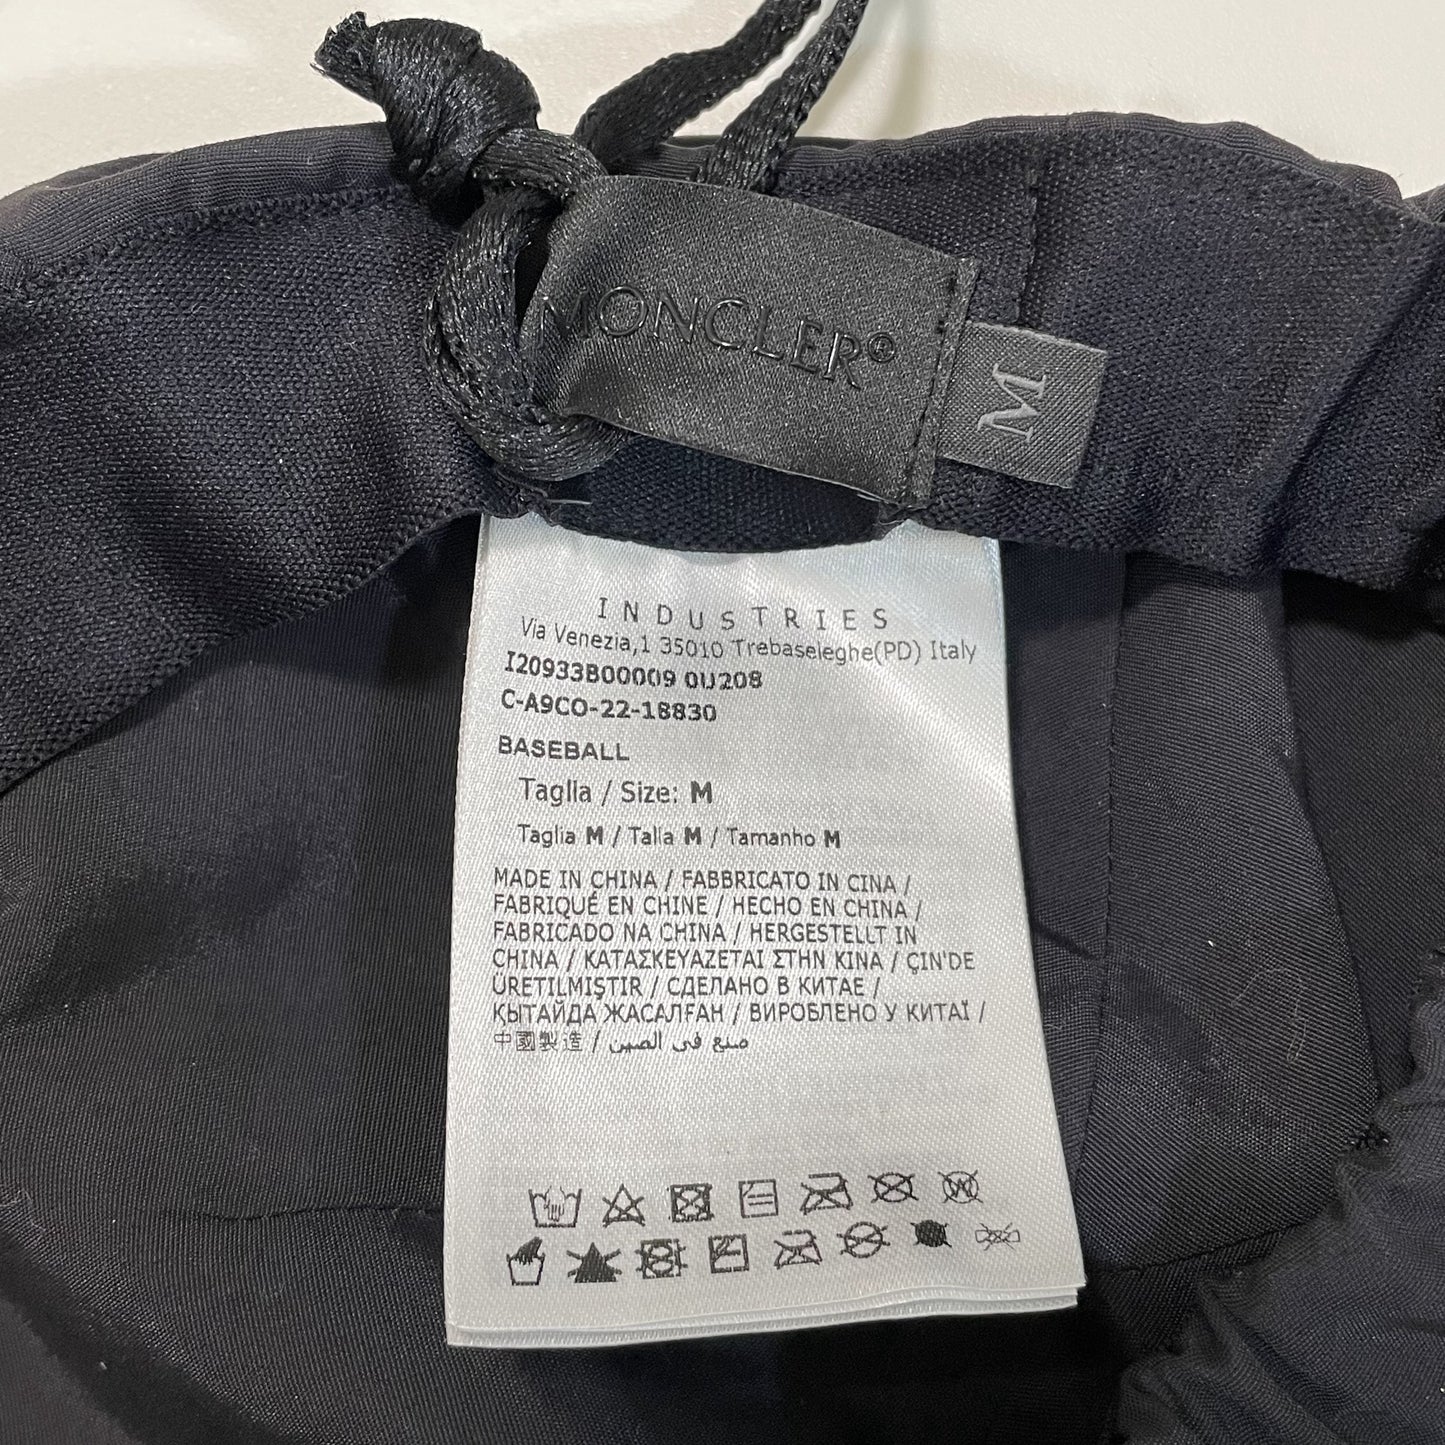 MONCLER®
M
INDUSTRIES
Via Venezia,1 35010 Trebaseleghe(PD) Italy
I20933B00009 0U208
C-A9CO-22-18830
BASEBALL
Taglia / Size: M
Taglia M / Talla M / Tamanho M
MADE IN CHINA / FABBRICATO IN CINA /
FABRIQUÉ EN CHINE / HECHO EN CHINA /
FABRICADO NA CHINA / HERGESTELLT IN
CHINA / ΚΑΤΑΣΚΕΥΑΖΕΤΑΙ ΣΤΗΝ ΚΙΝΑ / ÇIN'DE
ÜRETILMIŞTIR / СДЕЛАНО В КИТАЕ /
ҚЫТАЙДА ЖАСАЛҒАН / ВИРОБЛЕНО У КИТАЇ /
中國製造 / صنع في الصين